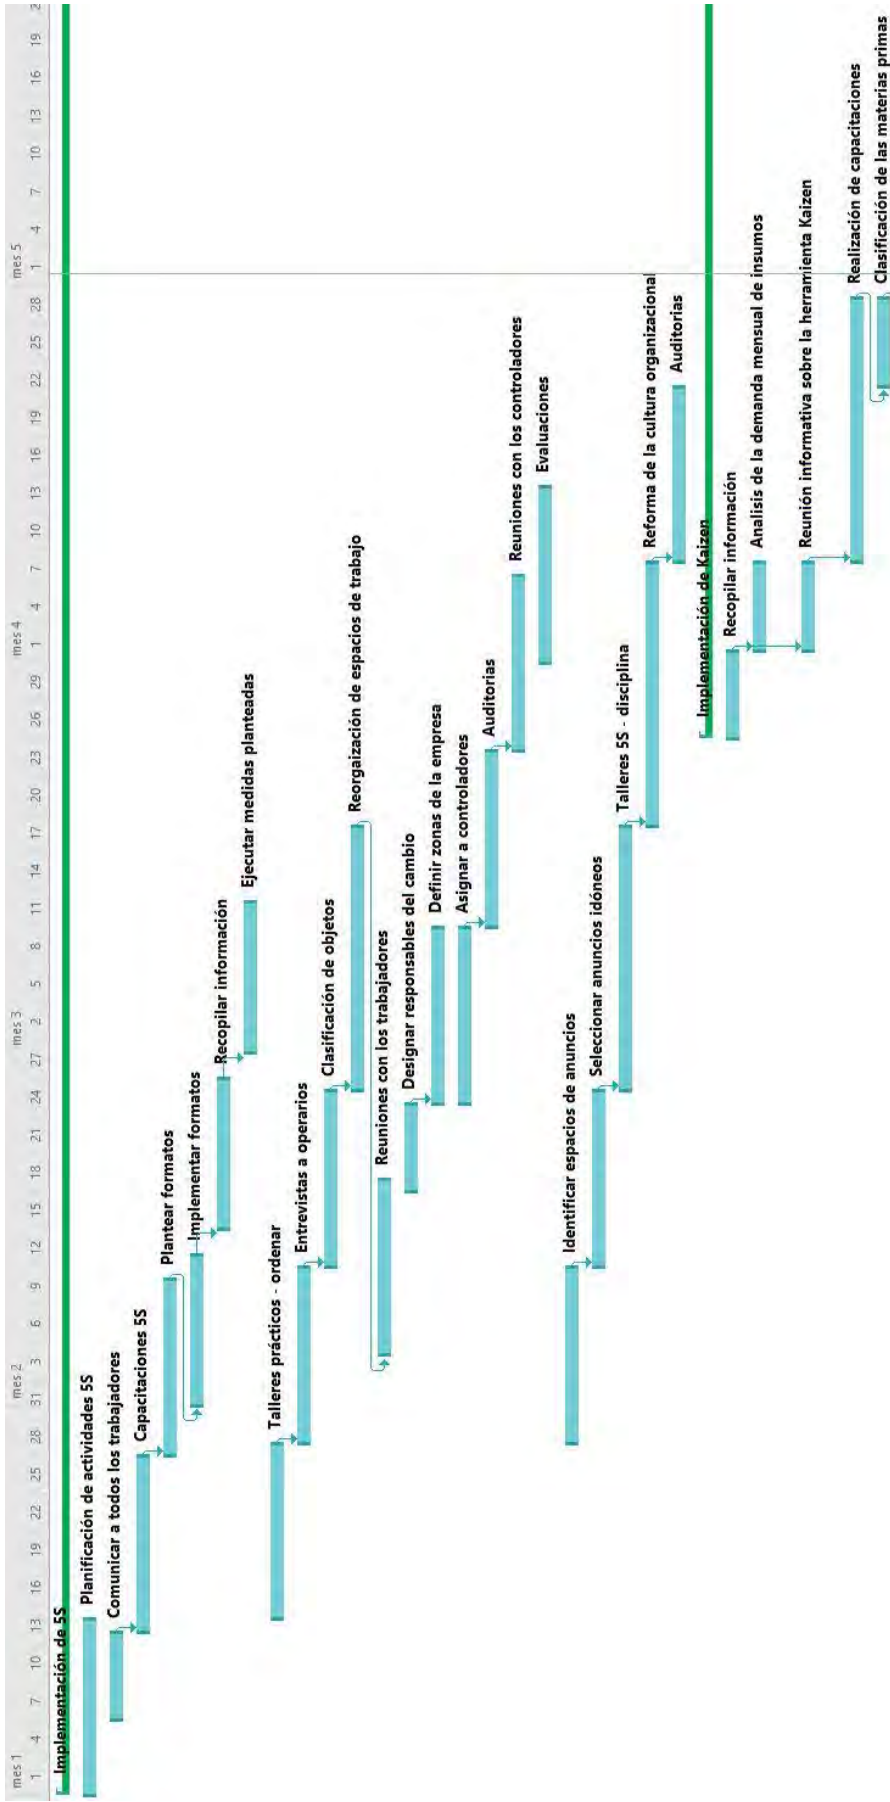 mes 1 mes 2 mes 3 mes 4 mes 5
1 4 7 10 13 16 19 22 25 28 31 3 6 9 12 15 18 21 24 27 2 5 8 11 14 17 20 23 26 29 1 4 7 10 13 16 19 22 25 28 1 4 7 10 13 16 19
Implementación de 5S
Planificación de actividades 5S
Comunicar a todos los trabajadores
Capacitaciones 5S
Plantear formatos
Implementar formatos
Recopilar información
Ejecutar medidas planteadas
Talleres prácticos - ordenar
Entrevistas a operarios
Clasificación de objetos
Reorgaización de espacios de trabajo
Reuniones con los trabajadores
Designar responsables del cambio
Definir zonas de la empresa
Asignar a controladores
Auditorias
Reuniones con los controladores
Evaluaciones
Identificar espacios de anuncios
Seleccionar anuncios idóneos
Talleres 5S - disciplina
Reforma de la cultura organizacional
Auditorias
Implementación de Kaizen
Recopilar información
Analisis de la demanda mensual de insumos
Reunión informativa sobre la herramienta Kaizen
Realización de capacitaciones
Clasificación de las materias primas